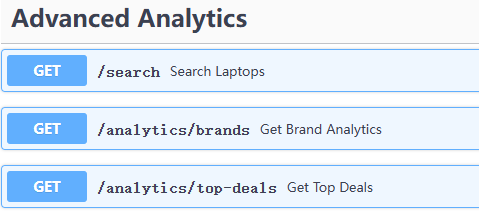 Advanced Analytics
GET /search Search Laptops
GET /analytics/brands Get Brand Analytics
GET /analytics/top-deals Get Top Deals